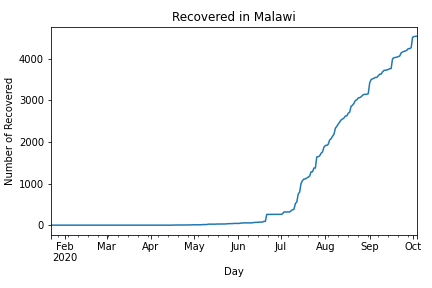 Recovered in Malawi
Number of Recovered
4000
3000
2000
1000
0
Feb Mar Apr May Jun Jul Aug Sep Oct
2020
Day